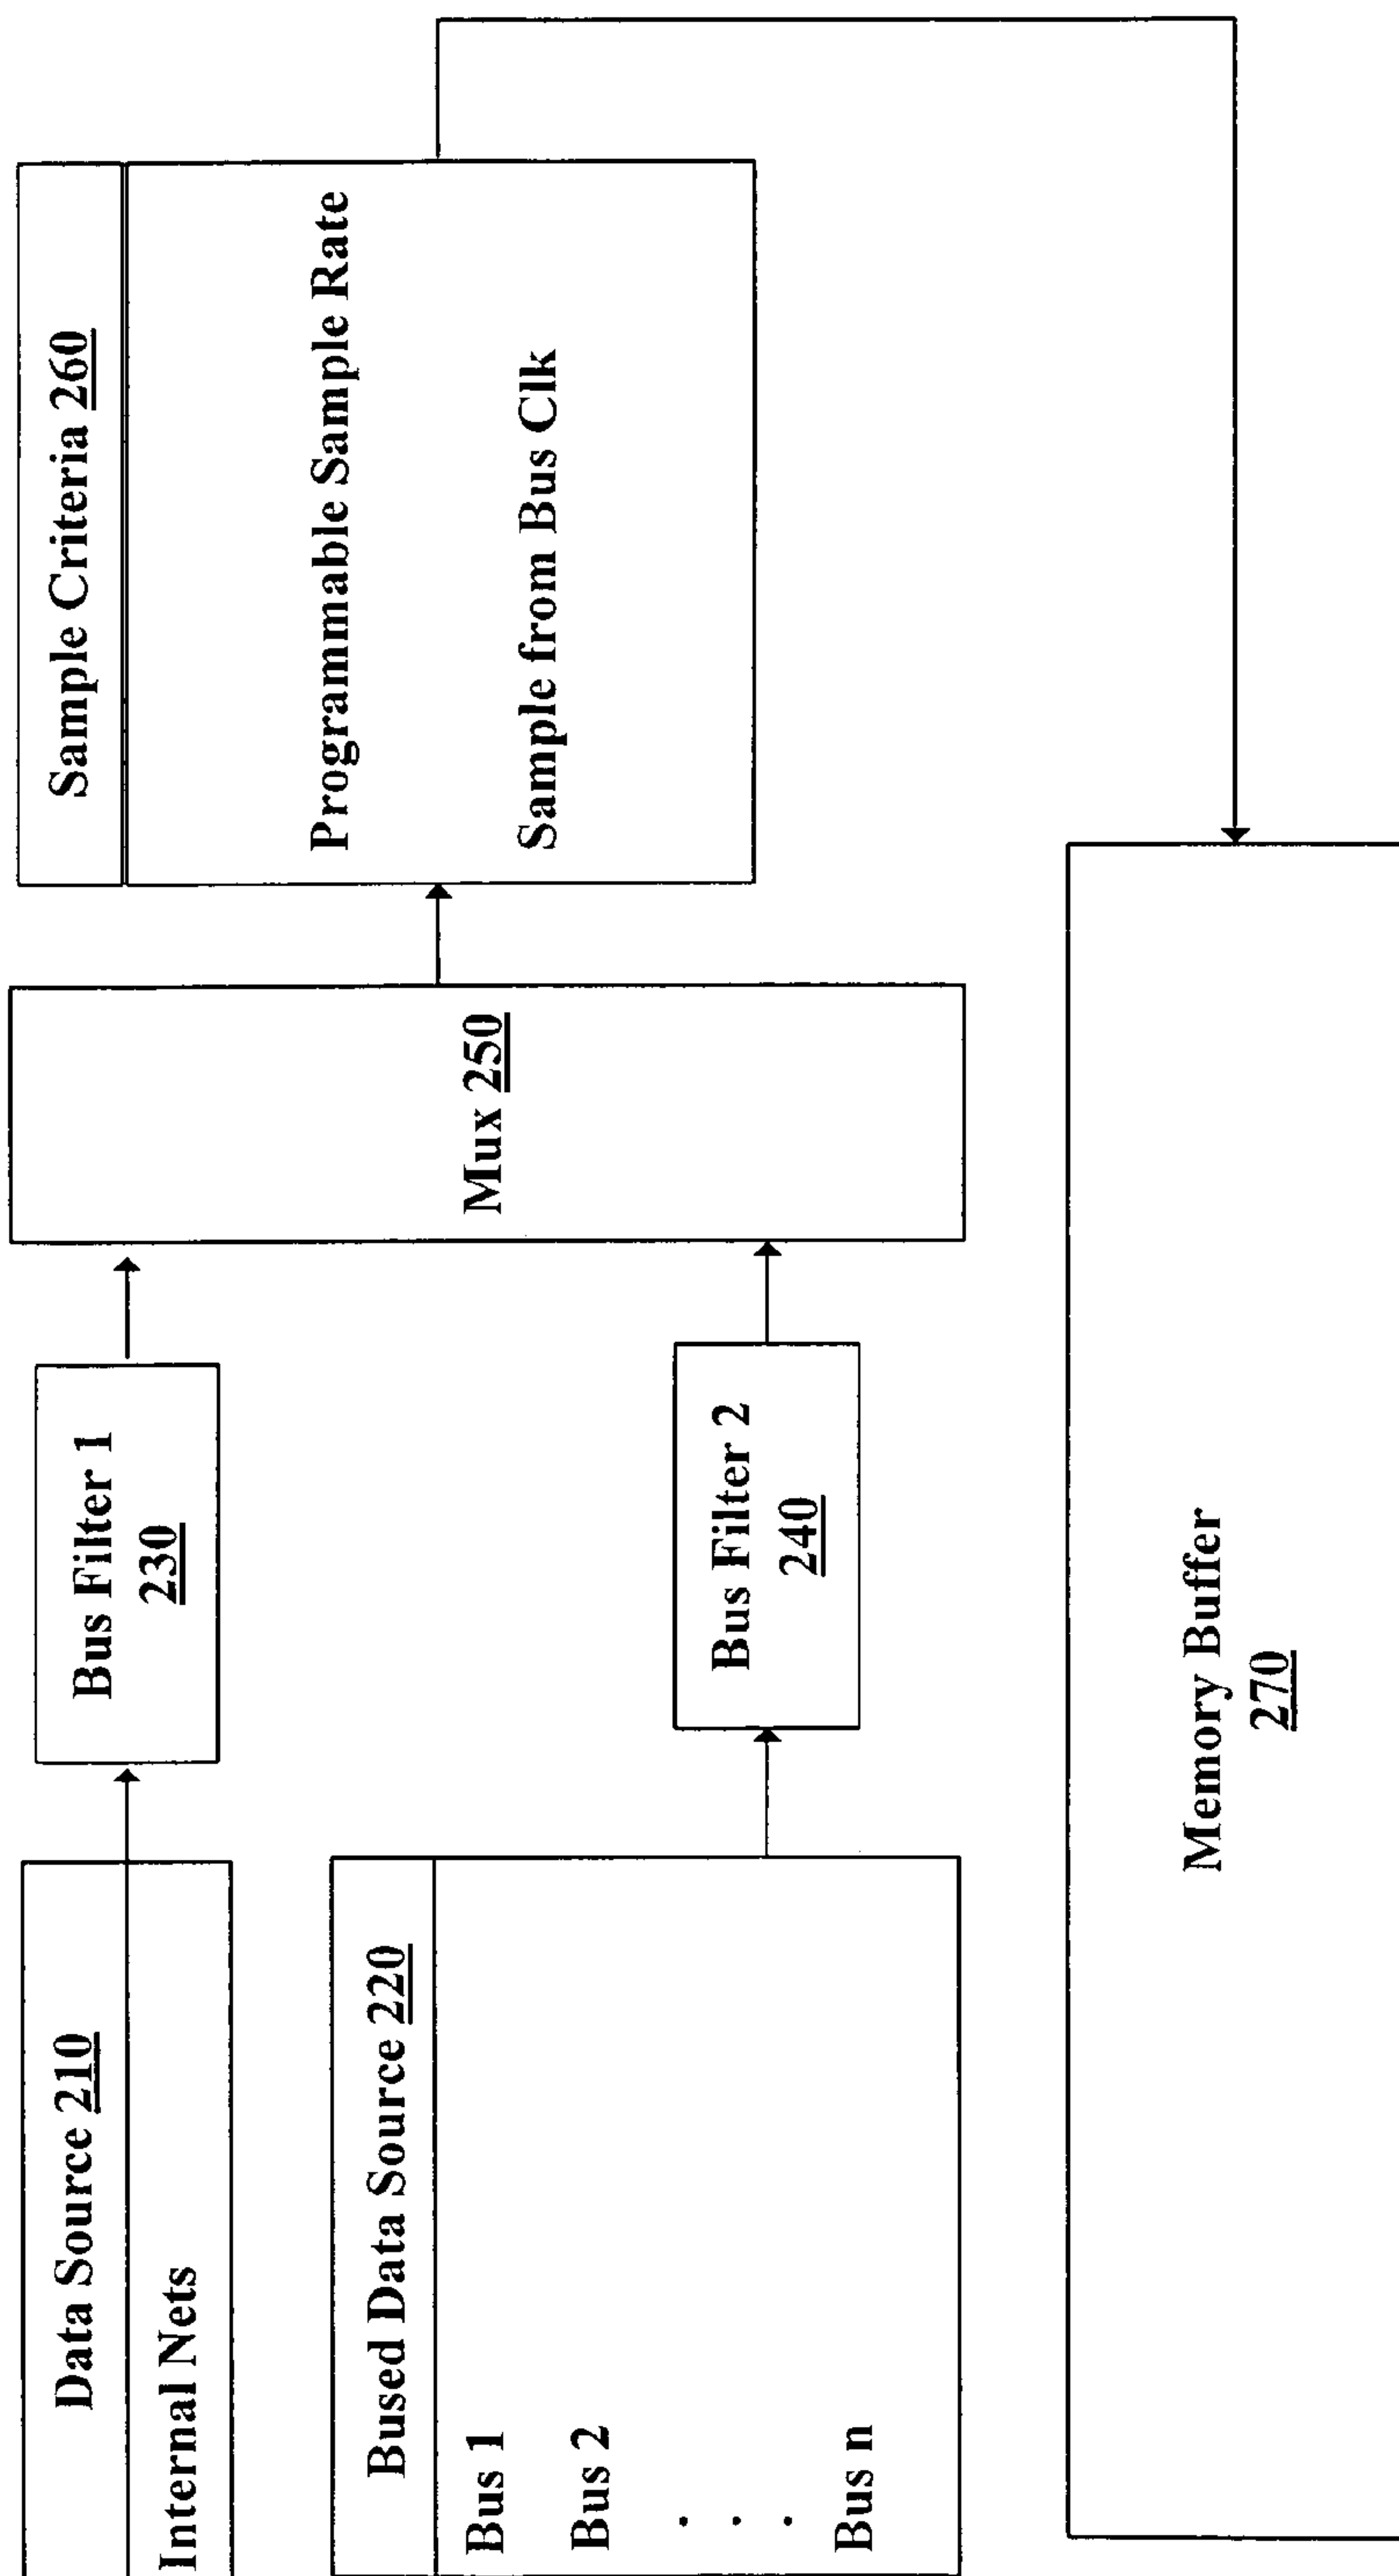 Data Source 210
Internal Nets
Bused Data Source 220
Bus 1
Bus 2
. . .
Bus n
Bus Filter 1
230
Bus Filter 2
240
Mux 250
Sample Criteria 260
Programmable Sample Rate
Sample from Bus Clk
Memory Buffer
270